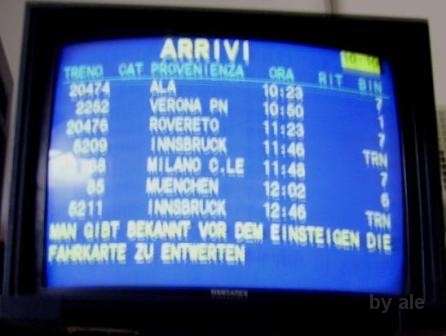 ARRIVI
TRENO CAT PROVENIENZA ORA RIT BIN
20474 ALA 10:23 7
2252 VERONA PN 10:50 1
20476 ROVERETO 11:23 7
5209 INNSBRUCK 11:46 TRN
MILANO C.LE 11:48 7
85 MUENCHEN 12:02 6
5211 INNSBRUCK 12:46 TRN
MAN GIBT BEKANNT VOR DEM EINSTEIGEN DIE
FAHRKARTE ZU ENTWERTEN
by ale